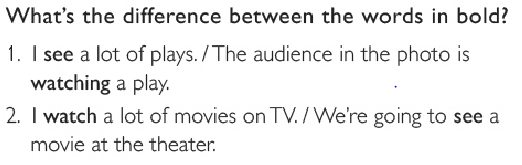 What's the difference between the words in bold?
1. I see a lot of plays. / The audience in the photo is
watching a play.
2. I watch a lot of movies on TV. / We're going to see a
movie at the theater.